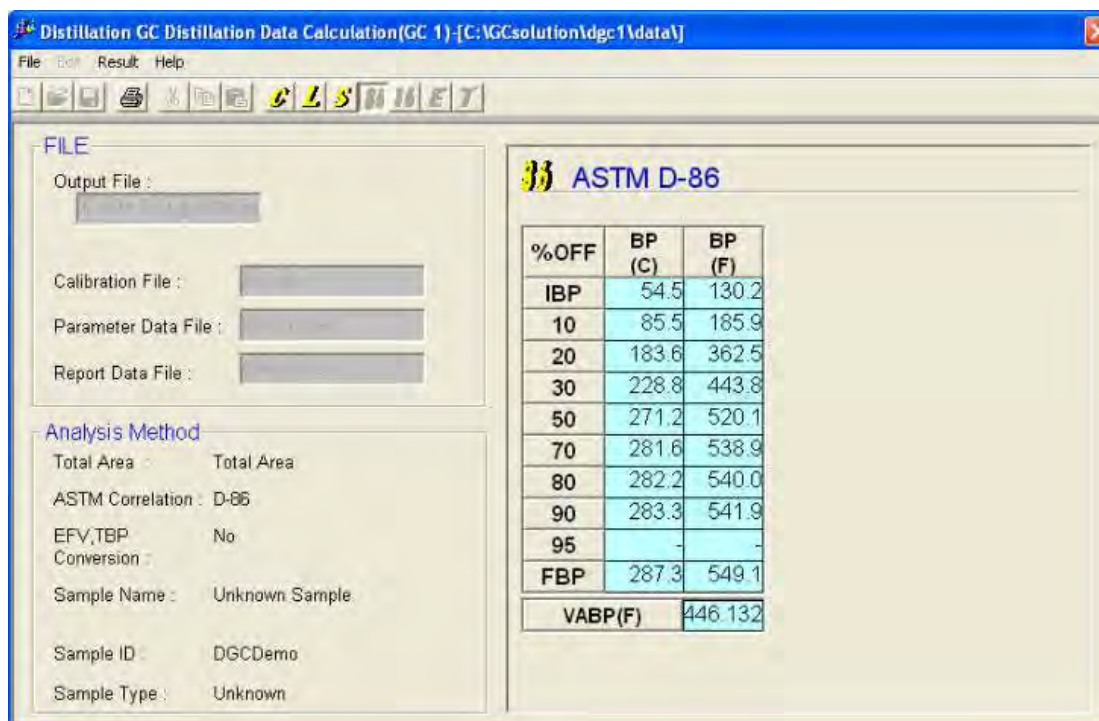 Distillation GC Distillation Data Calculation(GC 1)-[C:\GCsolution\dgc1\data\]
File Edit Result Help
C L S 86 16 E T
FILE
Output File :
Calibration File :
Parameter Data File :
Report Data File :
Analysis Method
Total Area : Total Area
ASTM Correlation : D-86
EFV,TBP Conversion : No
Sample Name : Unknown Sample
Sample ID : DGCDemo
Sample Type : Unknown
86 ASTM D-86
%OFF BP (C) BP (F)
IBP 54.5 130.2
10 85.5 185.9
20 183.6 362.5
30 228.8 443.8
50 271.2 520.1
70 281.6 538.9
80 282.2 540.0
90 283.3 541.9
95 - -
FBP 287.3 549.1
VABP(F) 446.132